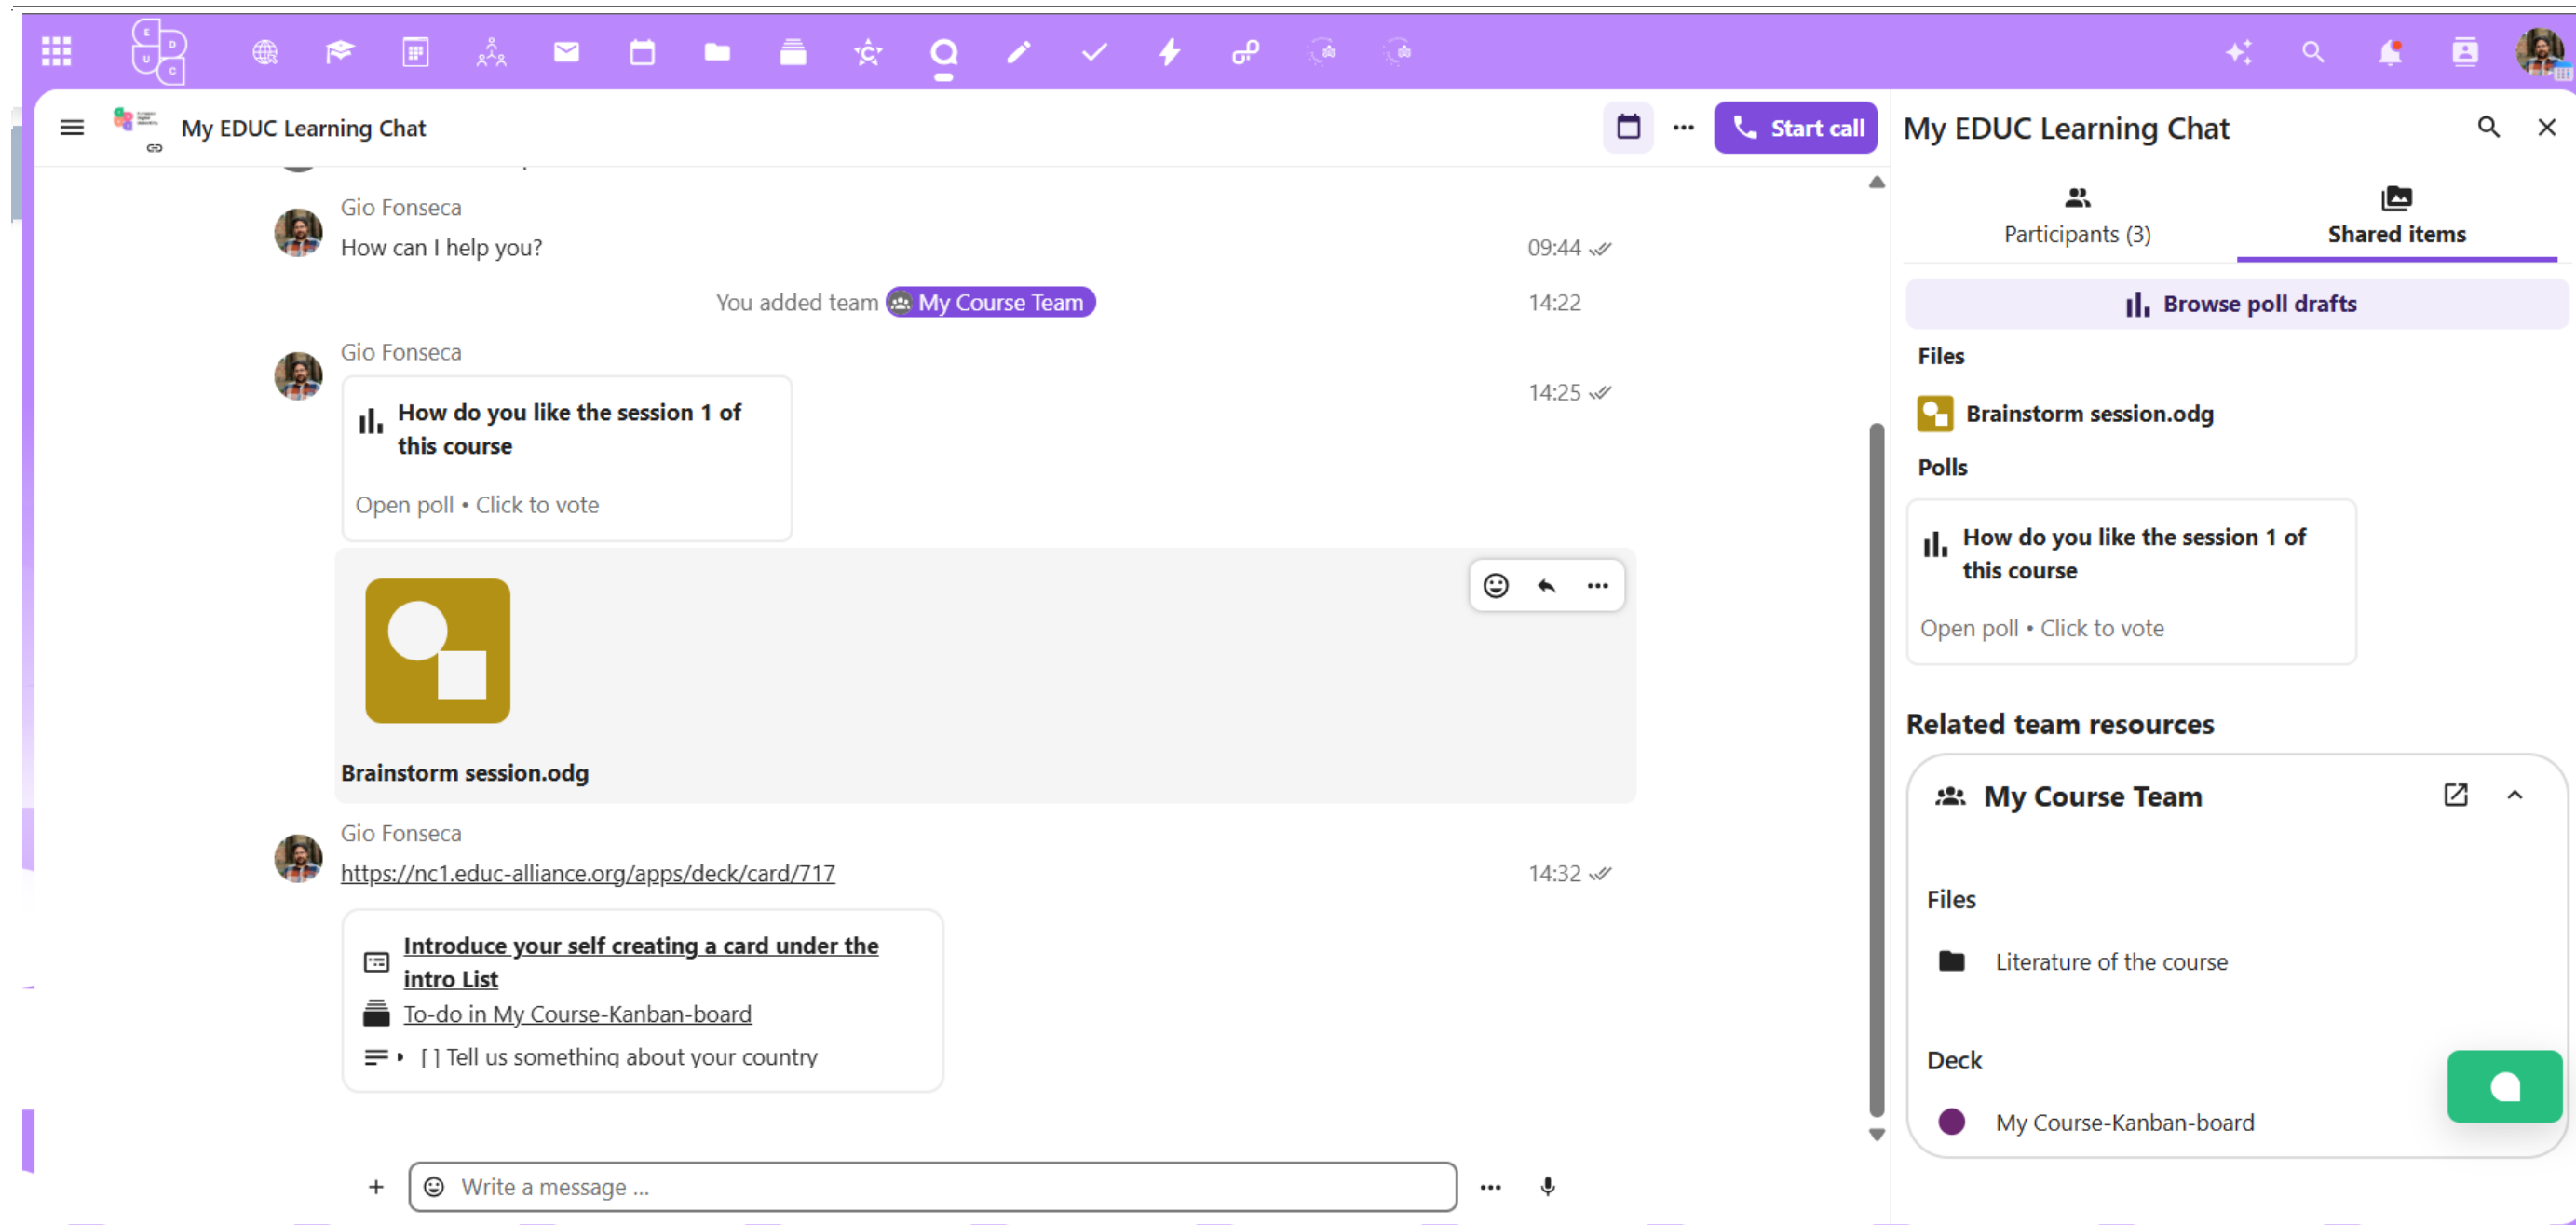 E D U C
My EDUC Learning Chat
Start call
Gio Fonseca
How can I help you?
09:44
You added team My Course Team
14:22
Gio Fonseca
14:25
How do you like the session 1 of
this course
Open poll • Click to vote
Brainstorm session.odg
Gio Fonseca
https://nc1.educ-alliance.org/apps/deck/card/717
14:32
Introduce your self creating a card under the
intro List
To-do in My Course-Kanban-board
• [ ] Tell us something about your country
Write a message ...
My EDUC Learning Chat
Participants (3)
Shared items
Browse poll drafts
Files
Brainstorm session.odg
Polls
How do you like the session 1 of
this course
Open poll • Click to vote
Related team resources
My Course Team
Files
Literature of the course
Deck
My Course-Kanban-board